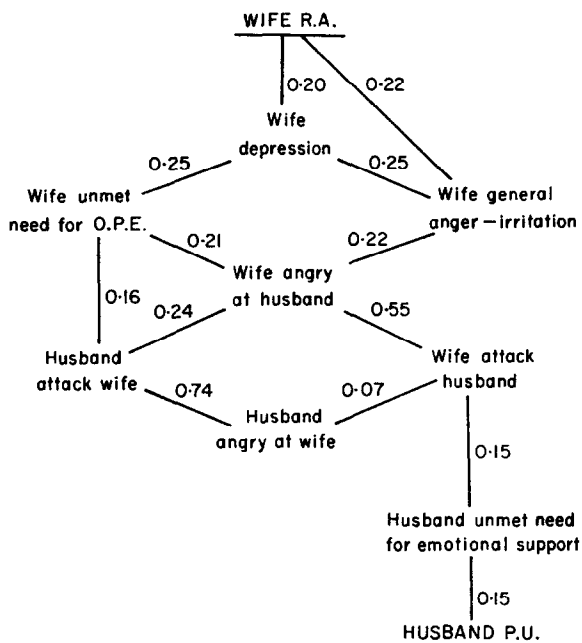 WIFE R.A.
0·20
0·22
Wife
depression
0·25
0·25
Wife unmet
need for O.P.E.
Wife general
anger–irritation
0·21
0·22
Wife angry
at husband
0·16
0·24
0·55
Husband
attack wife
Wife attack
husband
0·74
0·07
Husband
angry at wife
0·15
Husband unmet need
for emotional support
0·15
HUSBAND P.U.